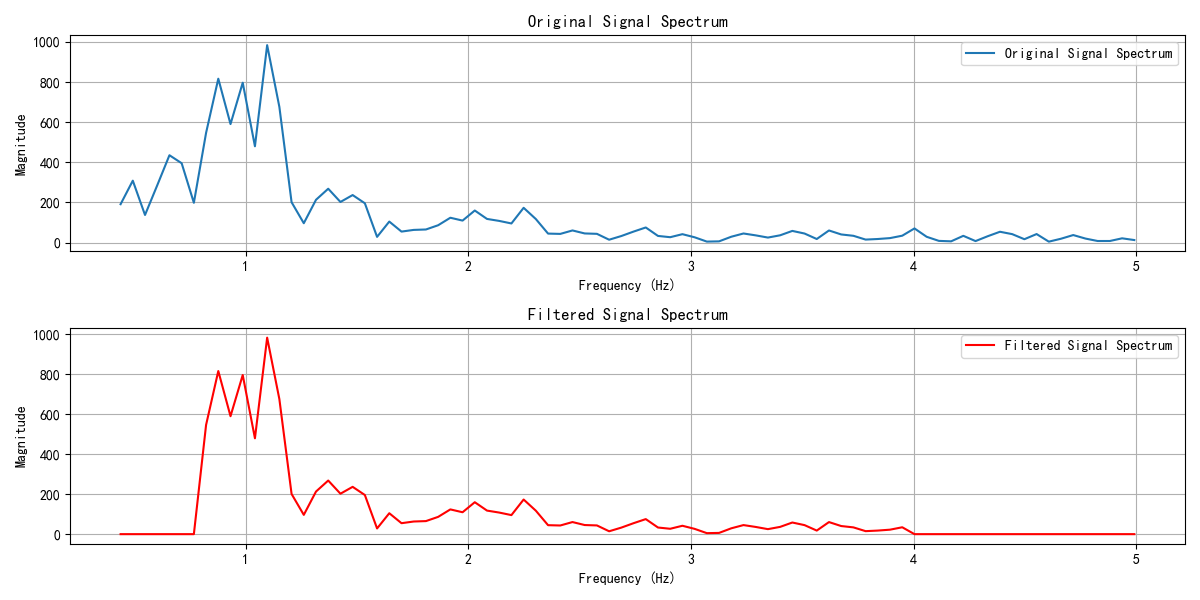 Original Signal Spectrum
1000
800
600
400
200
0
Magnitude
Original Signal Spectrum
1
2
3
4
5
Frequency (Hz)
Filtered Signal Spectrum
1000
800
600
400
200
0
Magnitude
Filtered Signal Spectrum
1
2
3
4
5
Frequency (Hz)